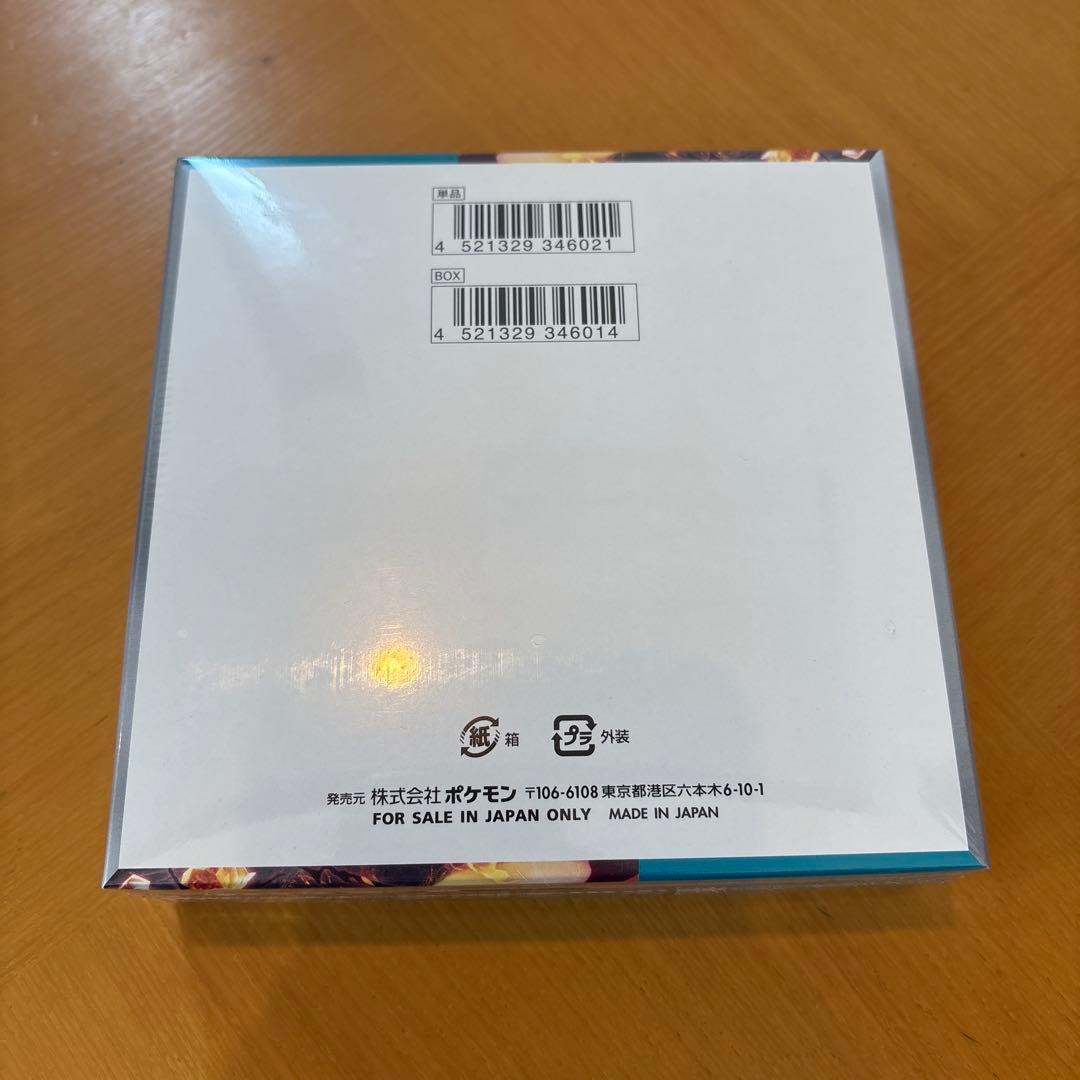 単品
4 521329 346021
BOX
4 521329 346014
紙 箱 プラ 外装
発売元 株式会社 ポケモン 〒106-6108 東京都港区六本木6-10-1
FOR SALE IN JAPAN ONLY MADE IN JAPAN